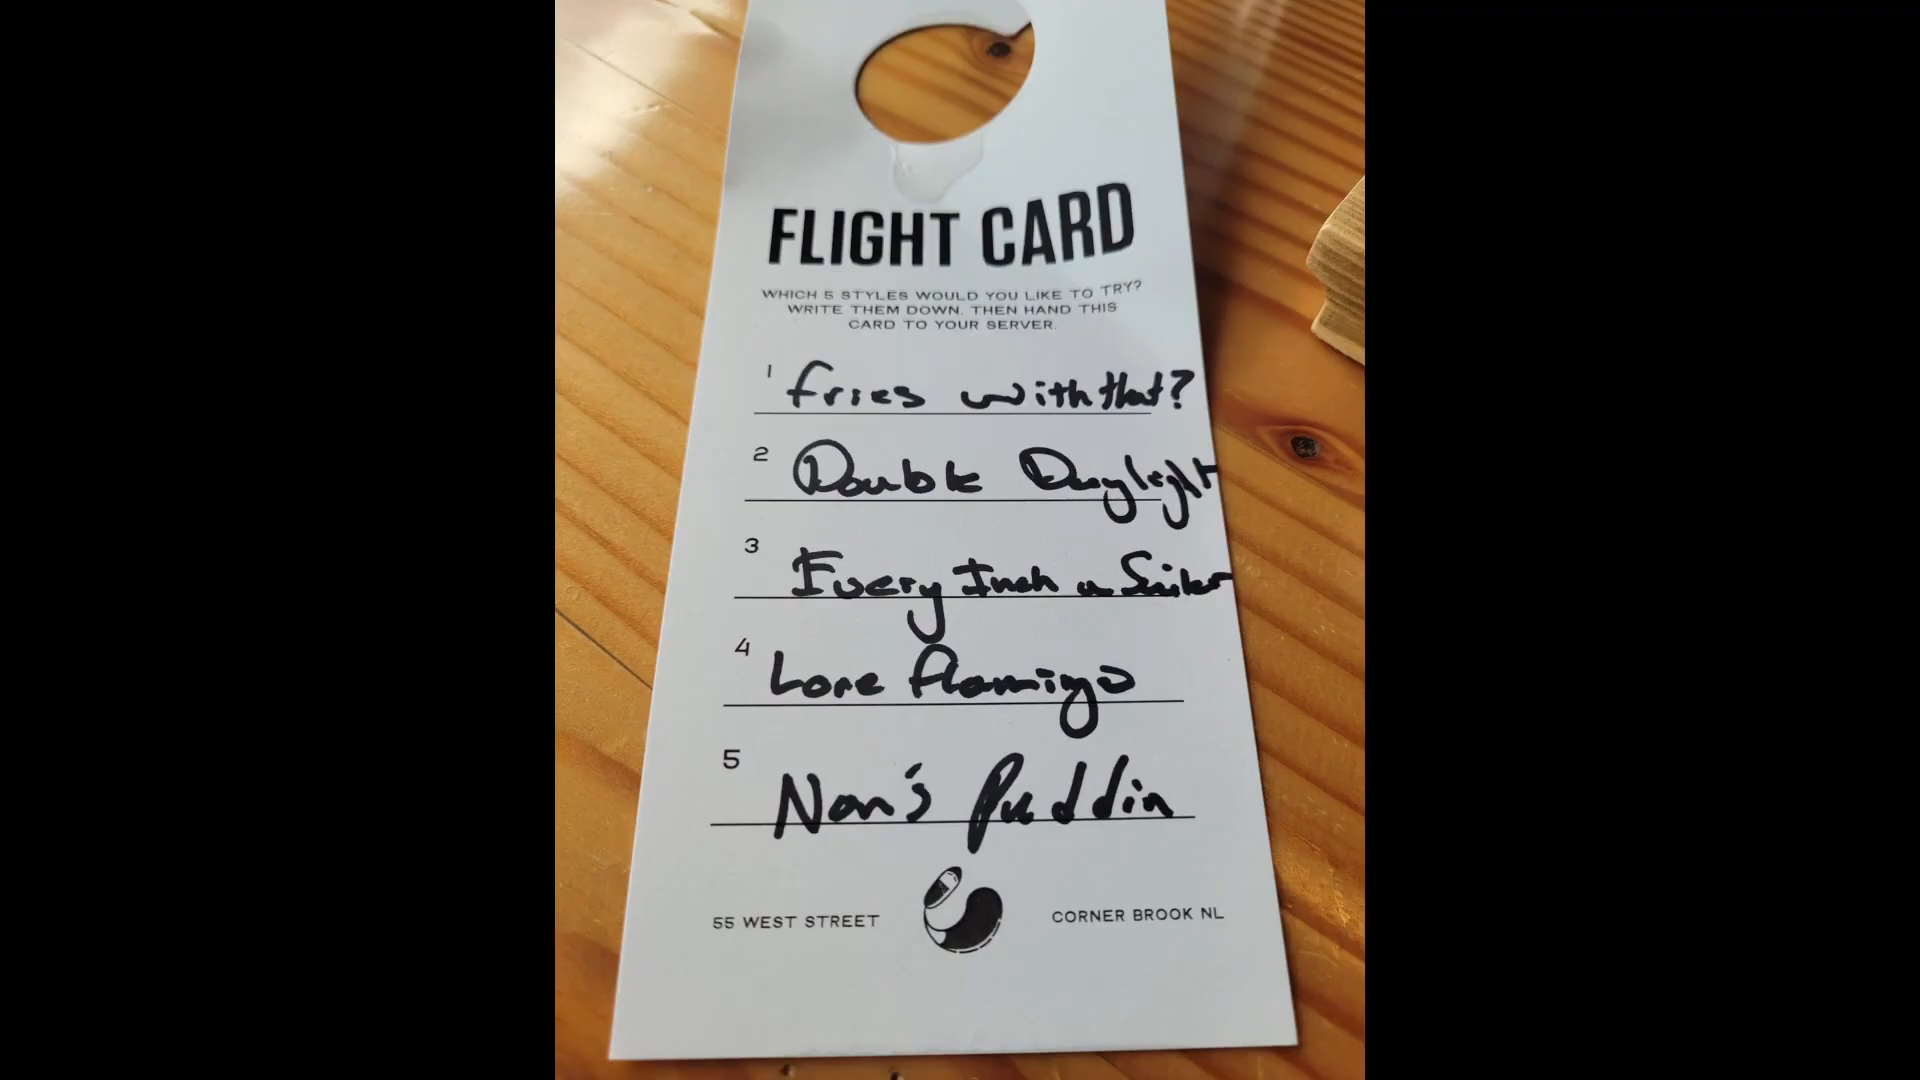 FLIGHT CARD
WHICH 5 STYLES WOULD YOU LIKE TO TRY?
WRITE THEM DOWN, THEN HAND THIS
CARD TO YOUR SERVER.
1 fries with that?
2 Double Daylight
3 Every Inch a Sailor
4 Lore flamingo
5 Nan's Puddin
55 WEST STREET CORNER BROOK NL